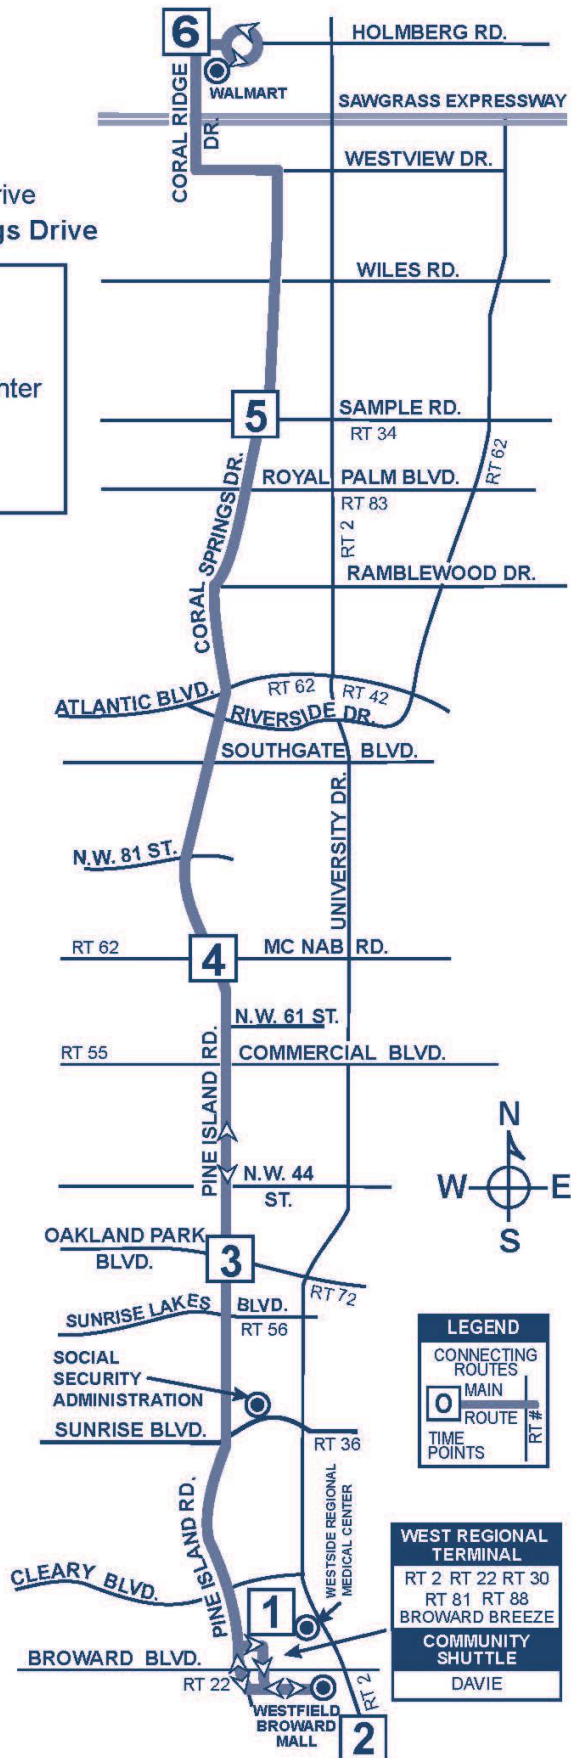 6
HOLMBERG RD.
WALMART
CORAL RIDGE
DR.
SAWGRASS EXPRESSWAY
WESTVIEW DR.
rive
gs Drive
WILES RD.
nter
5
SAMPLE RD.
RT 34
RT 62
ROYAL PALM BLVD.
RT 83
CORAL SPRINGS DR.
RT 2
RAMBLEWOOD DR.
ATLANTIC BLVD.
RT 62
RT 42
RIVERSIDE DR.
SOUTHGATE BLVD.
UNIVERSITY DR.
N.W. 81 ST.
RT 62
4
MC NAB RD.
N.W. 61 ST.
RT 55
COMMERCIAL BLVD.
PINE ISLAND RD.
N
W
E
S
N.W. 44
ST.
OAKLAND PARK
BLVD.
3
RT 72
SUNRISE LAKES BLVD.
RT 56
SOCIAL
SECURITY
ADMINISTRATION
SUNRISE BLVD.
RT 36
LEGEND
CONNECTING
ROUTES
O
MAIN
ROUTE
RT #
TIME
POINTS
PINE ISLAND RD.
WESTSIDE REGIONAL
MEDICAL CENTER
CLEARY BLVD.
1
WEST REGIONAL
TERMINAL
RT 2 RT 22 RT 30
RT 81 RT 88
BROWARD BREEZE
COMMUNITY
SHUTTLE
DAVIE
BROWARD BLVD.
RT 22
RT 2
WESTFIELD
BROWARD
MALL
2